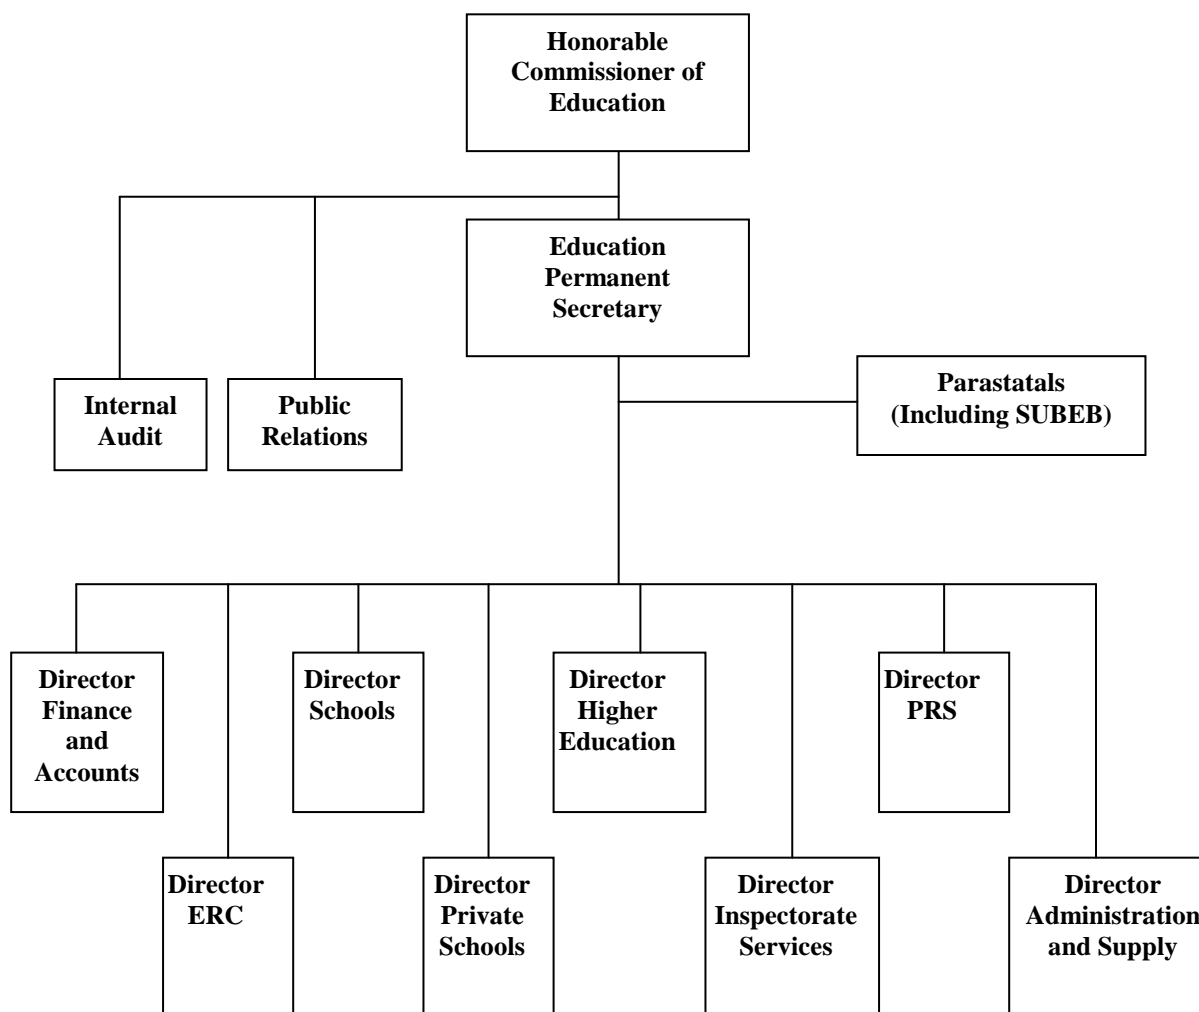 Honorable
Commissioner of
Education
Education
Permanent
Secretary
Internal
Audit
Public
Relations
Parastatals
(Including SUBEB)
Director
Finance
and
Accounts
Director
Schools
Director
Higher
Education
Director
PRS
Director
ERC
Director
Private
Schools
Director
Inspectorate
Services
Director
Administration
and Supply